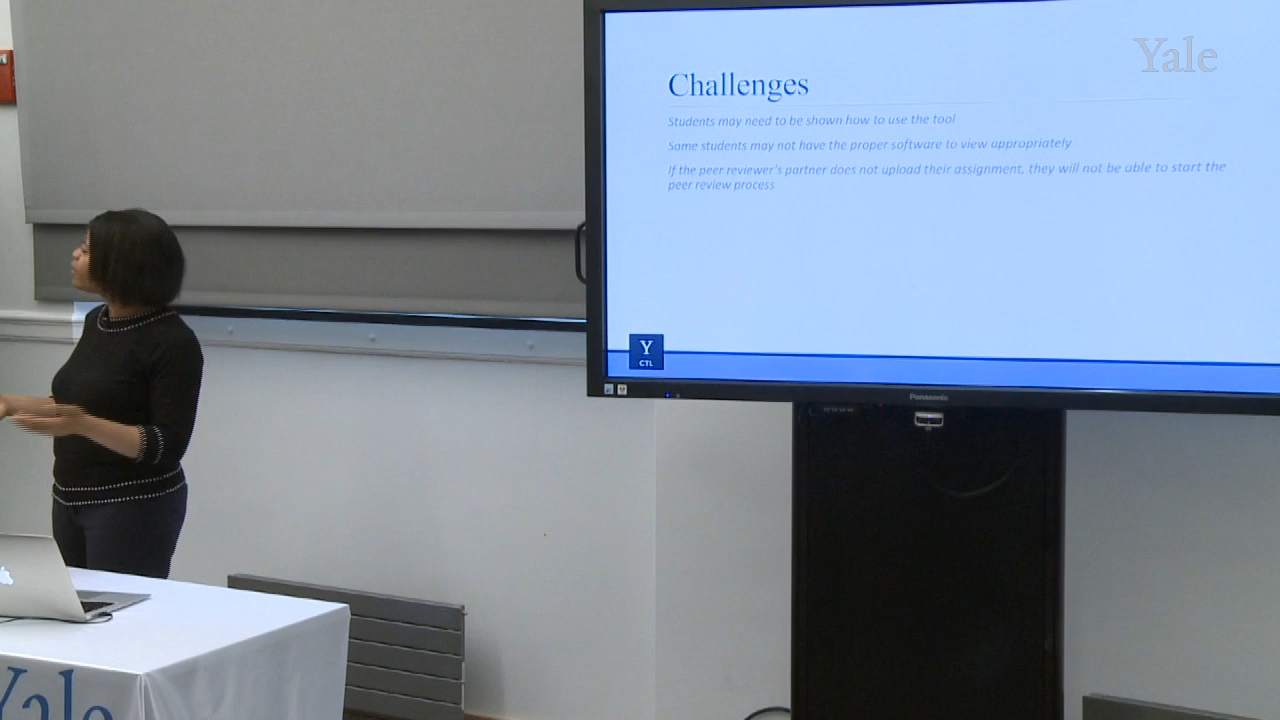 Yale
Challenges
Students may need to be shown how to use the tool
Some students may not have the proper software to view appropriately
If the peer reviewer's partner does not upload their assignment, they will not be able to start the
peer review process
Y
CTL
Panasonic
Yale